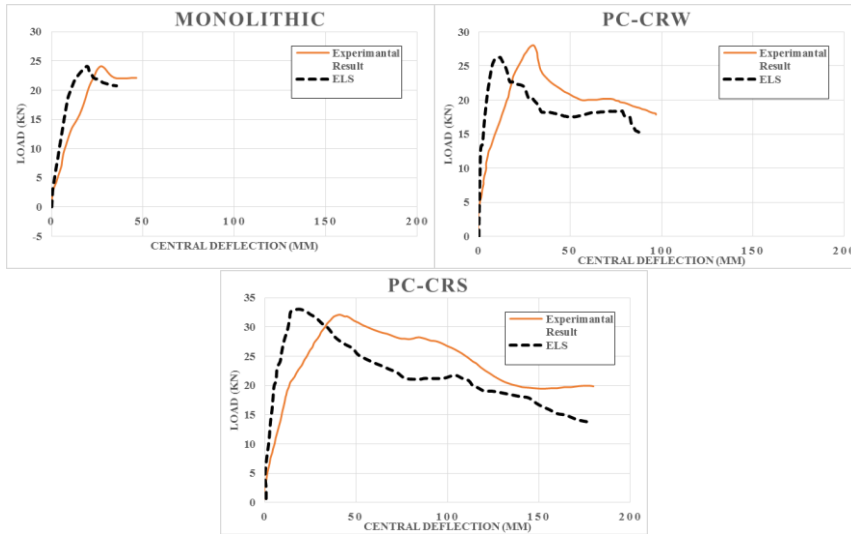 MONOLITHIC
30
25
20
15
10
5
0
-5
LOAD (KN)
Experimantal
Result
ELS
0 50 100 150 200
CENTRAL DEFLECTION (MM)
PC-CRW
30
25
20
15
10
5
0
LOAD (KN)
Experimantal
Result
ELS
0 50 100 150 200
CENTRAL DEFLECTION (MM)
PC-CRS
35
30
25
20
15
10
5
0
LOAD (KN)
Experimantal
Result
ELS
0 50 100 150 200
CENTRAL DEFLECTION (MM)